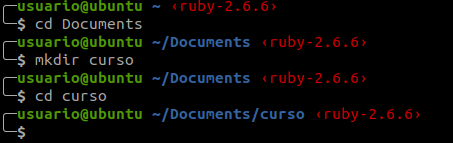 usuario@ubuntu ~ ‹ruby-2.6.6›
$ cd Documents
usuario@ubuntu ~/Documents ‹ruby-2.6.6›
$ mkdir curso
usuario@ubuntu ~/Documents ‹ruby-2.6.6›
$ cd curso
usuario@ubuntu ~/Documents/curso ‹ruby-2.6.6›
$